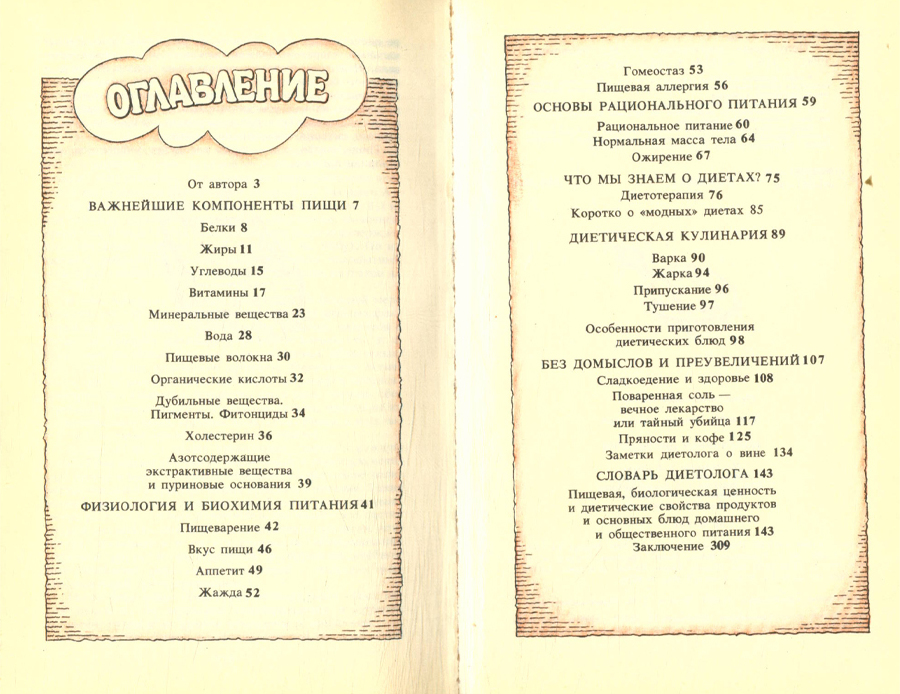 ОГЛАВЛЕНИЕ
От автора 3
ВАЖНЕЙШИЕ КОМПОНЕНТЫ ПИЩИ 7
Белки 8
Жиры 11
Углеводы 15
Витамины 17
Минеральные вещества 23
Вода 28
Пищевые волокна 30
Органические кислоты 32
Дубильные вещества.
Пигменты. Фитонциды 34
Холестерин 36
Азотсодержащие
экстрактивные вещества
и пуриновые основания 39
ФИЗИОЛОГИЯ И БИОХИМИЯ ПИТАНИЯ 41
Пищеварение 42
Вкус пищи 46
Аппетит 49
Жажда 52
Гомеостаз 53
Пищевая аллергия 56
ОСНОВЫ РАЦИОНАЛЬНОГО ПИТАНИЯ 59
Рациональное питание 60
Нормальная масса тела 64
Ожирение 67
ЧТО МЫ ЗНАЕМ О ДИЕТАХ? 75
Диетотерапия 76
Коротко о «модных» диетах 85
ДИЕТИЧЕСКАЯ КУЛИНАРИЯ 89
Варка 90
Жарка 94
Припускание 96
Тушение 97
Особенности приготовления
диетических блюд 98
БЕЗ ДОМЫСЛОВ И ПРЕУВЕЛИЧЕНИЙ 107
Сладкоедение и здоровье 108
Поваренная соль —
вечное лекарство
или тайный убийца 117
Пряности и кофе 125
Заметки диетолога о вине 134
СЛОВАРЬ ДИЕТОЛОГА 143
Пищевая, биологическая ценность
и диетические свойства продуктов
и основных блюд домашнего
и общественного питания 143
Заключение 309